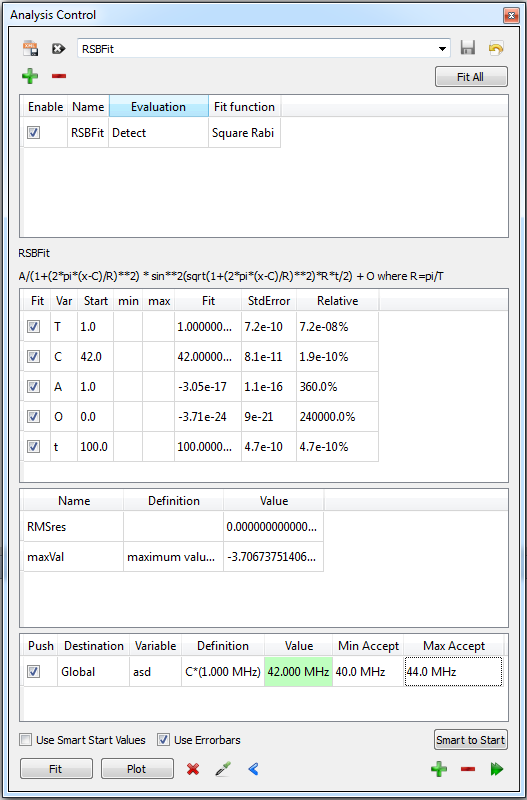 Analysis Control
RSBFit
Fit All
Enable Name Evaluation Fit function
RSBFit Detect Square Rabi
RSBFit
A/(1+(2*pi*(x-C)/R)**2) * sin**2(sqrt(1+(2*pi*(x-C)/R)**2)*R*t/2) + O where R=pi/T
Fit Var Start min max Fit StdError Relative
T 1.0 1.000000... 7.2e-10 7.2e-08%
C 42.0 42.00000... 8.1e-11 1.9e-10%
A 1.0 -3.05e-17 1.1e-16 360.0%
O 0.0 -3.71e-24 9e-21 240000.0%
t 100.0 100.0000... 4.7e-10 4.7e-10%
Name Definition Value
RMSres 0.000000000000...
maxVal maximum valu... -3.70673751406...
Push Destination Variable Definition Value Min Accept Max Accept
Global asd C*(1.000 MHz) 42.000 MHz 40.0 MHz 44.0 MHz
Use Smart Start Values Use Errorbars Smart to Start
Fit Plot